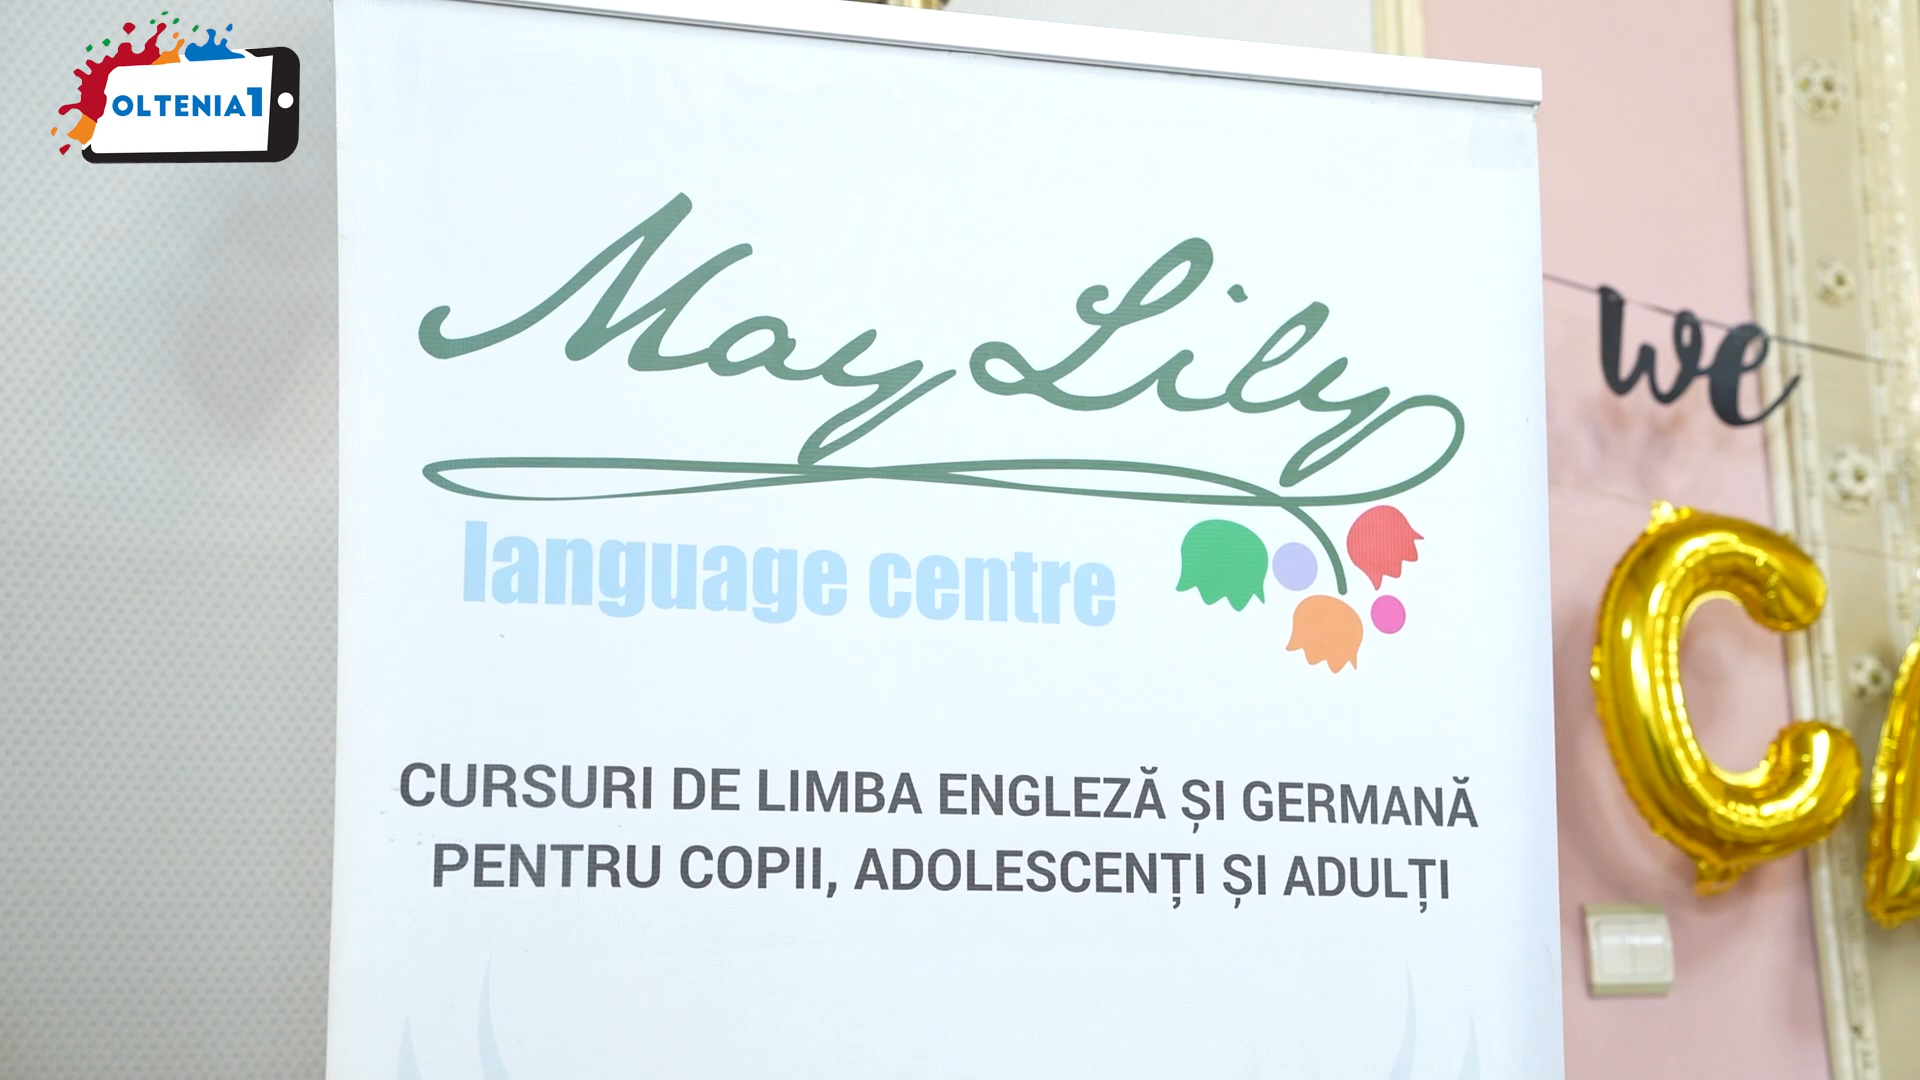 OLTENIA1
May Lily
language centre
CURSURI DE LIMBA ENGLEZĂ ȘI GERMANĂ
PENTRU COPII, ADOLESCENȚI ȘI ADULȚI
we
C